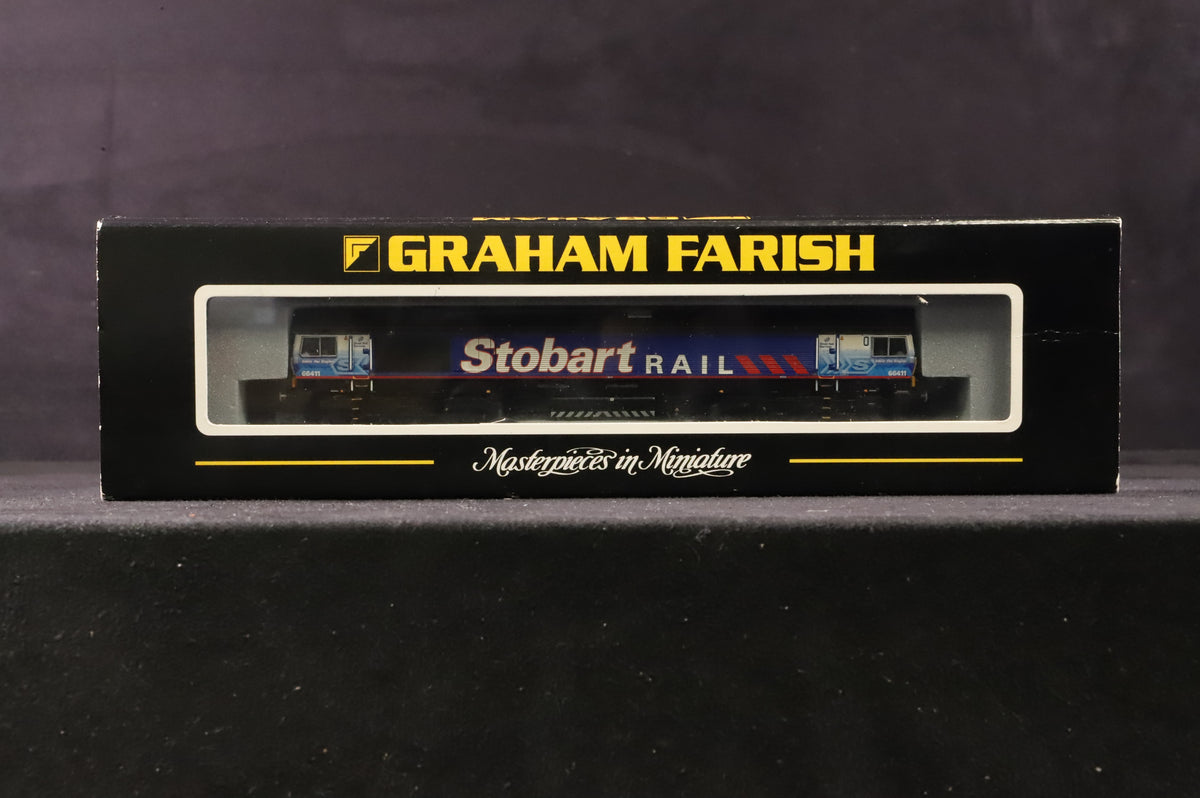 GRAHAM FARISH
Stobart RAIL
66411
66411
Masterpieces in Miniature